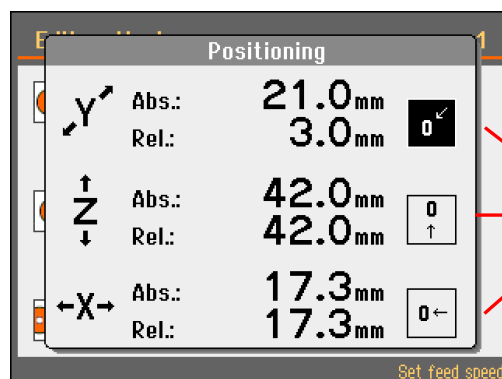 Positioning
1
Y Abs.: 21.0mm 0
Rel.: 3.0mm
Z Abs.: 42.0mm 0
Rel.: 42.0mm
X Abs.: 17.3mm 0
Rel.: 17.3mm
Set feed speed